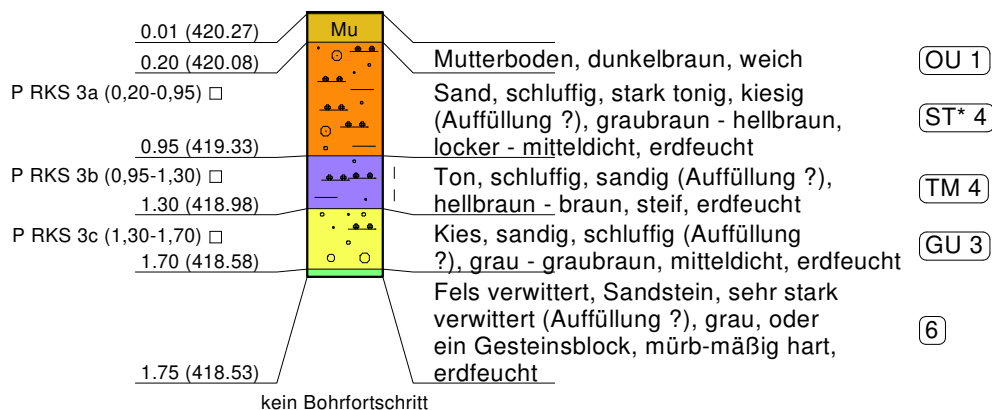 0.01 (420.27)
Mu
0.20 (420.08)
Mutterboden, dunkelbraun, weich
OU 1
P RKS 3a (0,20-0,95)
Sand, schluffig, stark tonig, kiesig
(Auffüllung ?), graubraun - hellbraun,
locker - mitteldicht, erdfeucht
ST* 4
0.95 (419.33)
P RKS 3b (0,95-1,30)
Ton, schluffig, sandig (Auffüllung ?),
hellbraun - braun, steif, erdfeucht
TM 4
1.30 (418.98)
P RKS 3c (1,30-1,70)
Kies, sandig, schluffig (Auffüllung
?), grau - graubraun, mitteldicht, erdfeucht
GU 3
1.70 (418.58)
Fels verwittert, Sandstein, sehr stark
verwittert (Auffüllung ?), grau, oder
ein Gesteinsblock, mürb-mäßig hart,
erdfeucht
6
1.75 (418.53)
kein Bohrfortschritt